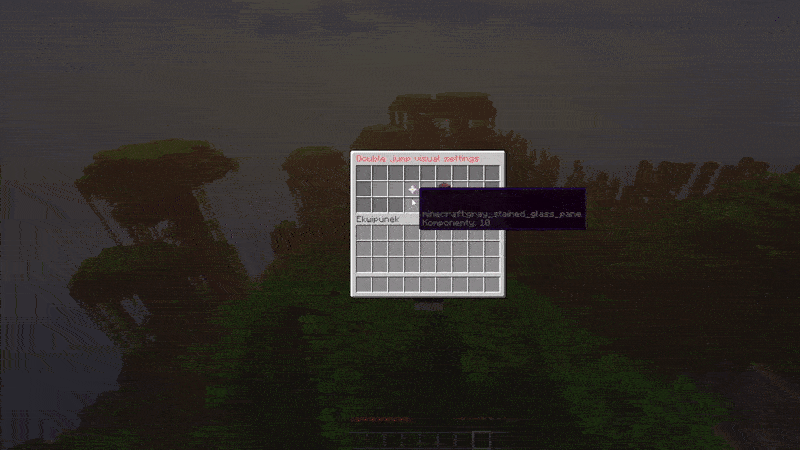 Double jump visual settings
minecraft:gray_stained_glass_pane
Ekwipunek
Komponenty: 10